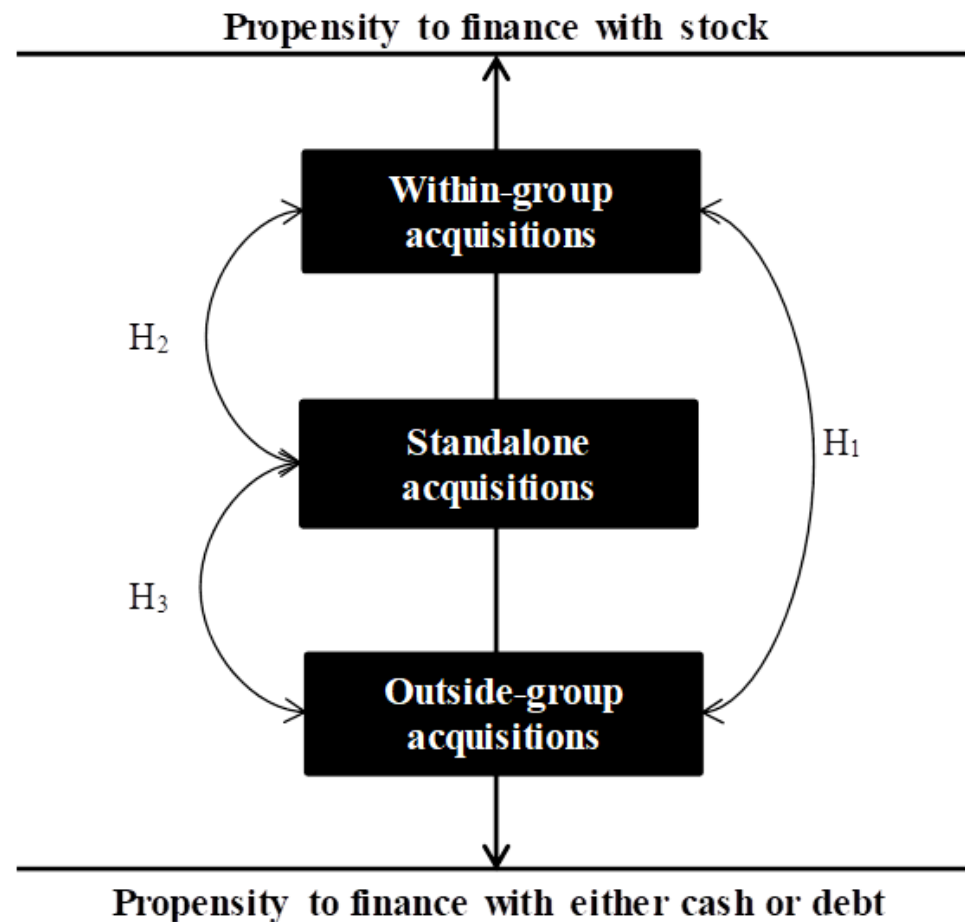 Propensity to finance with stock
Within-group
acquisitions
H₂
Standalone
acquisitions
H₁
H₃
Outside-group
acquisitions
Propensity to finance with either cash or debt